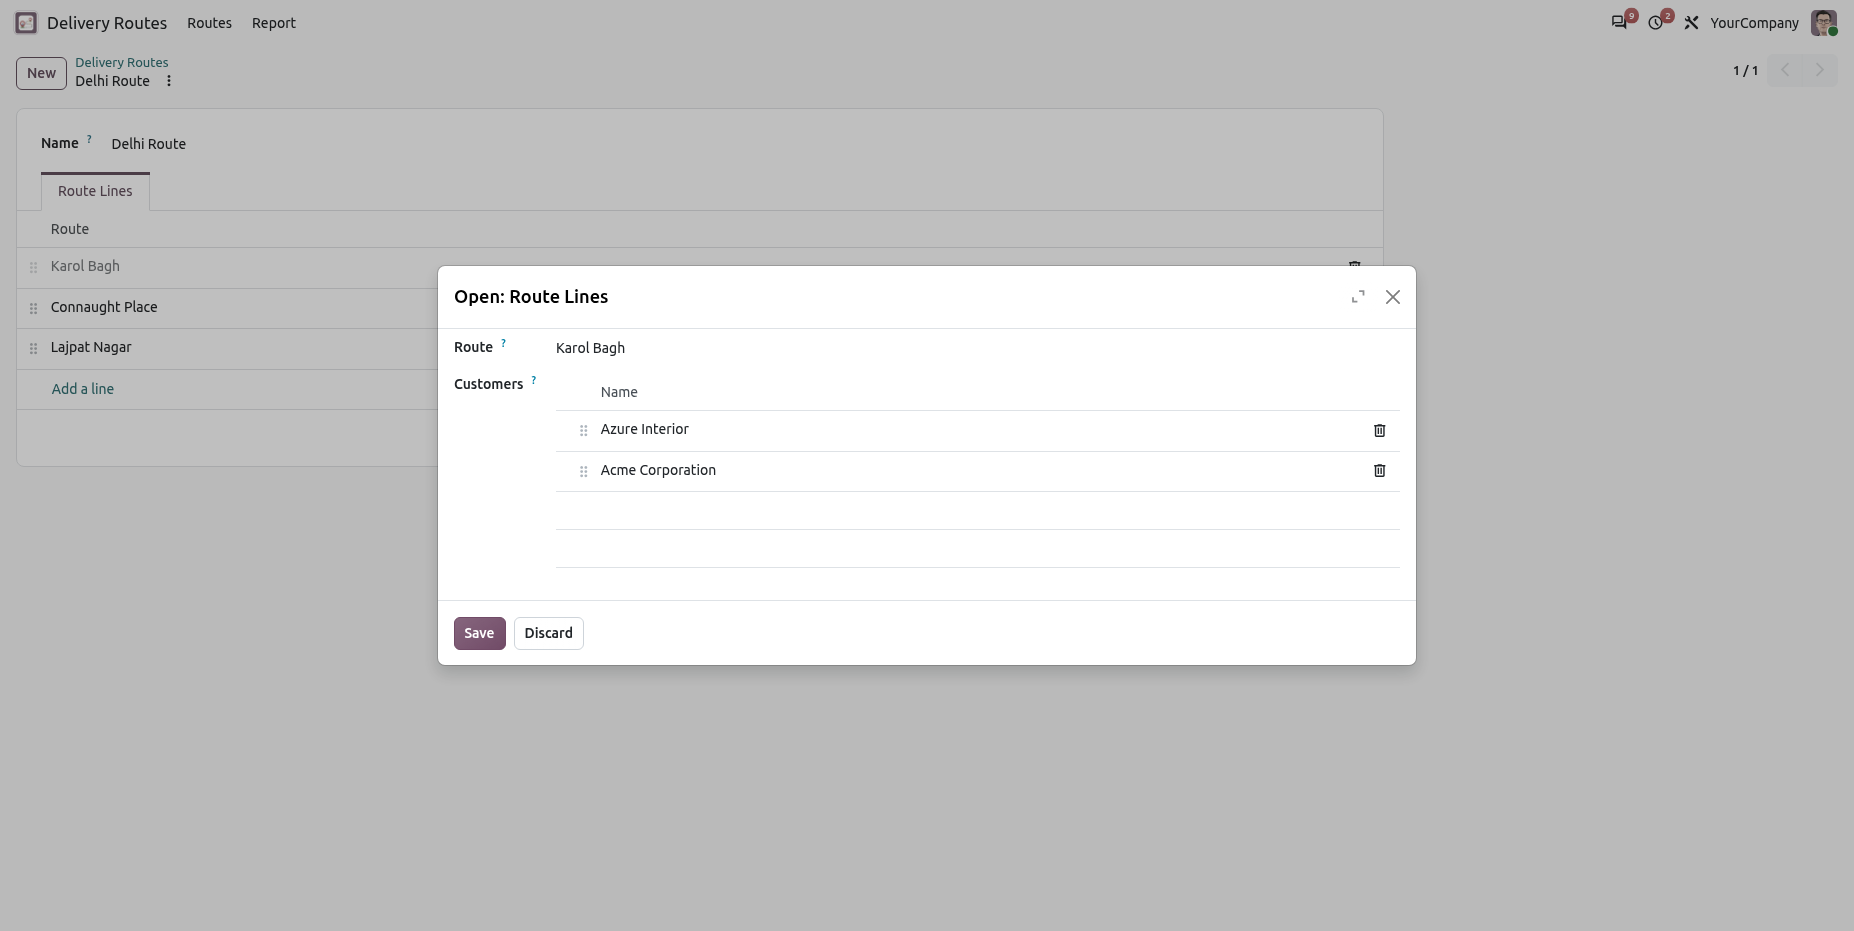 Delivery Routes Routes Report 9 2 YourCompany
New Delivery Routes
Delhi Route
1 / 1
Name ? Delhi Route
Route Lines
Route
Karol Bagh
Connaught Place
Lajpat Nagar
Add a line
Open: Route Lines
Route ? Karol Bagh
Customers ? Name
Azure Interior
Acme Corporation
Save Discard